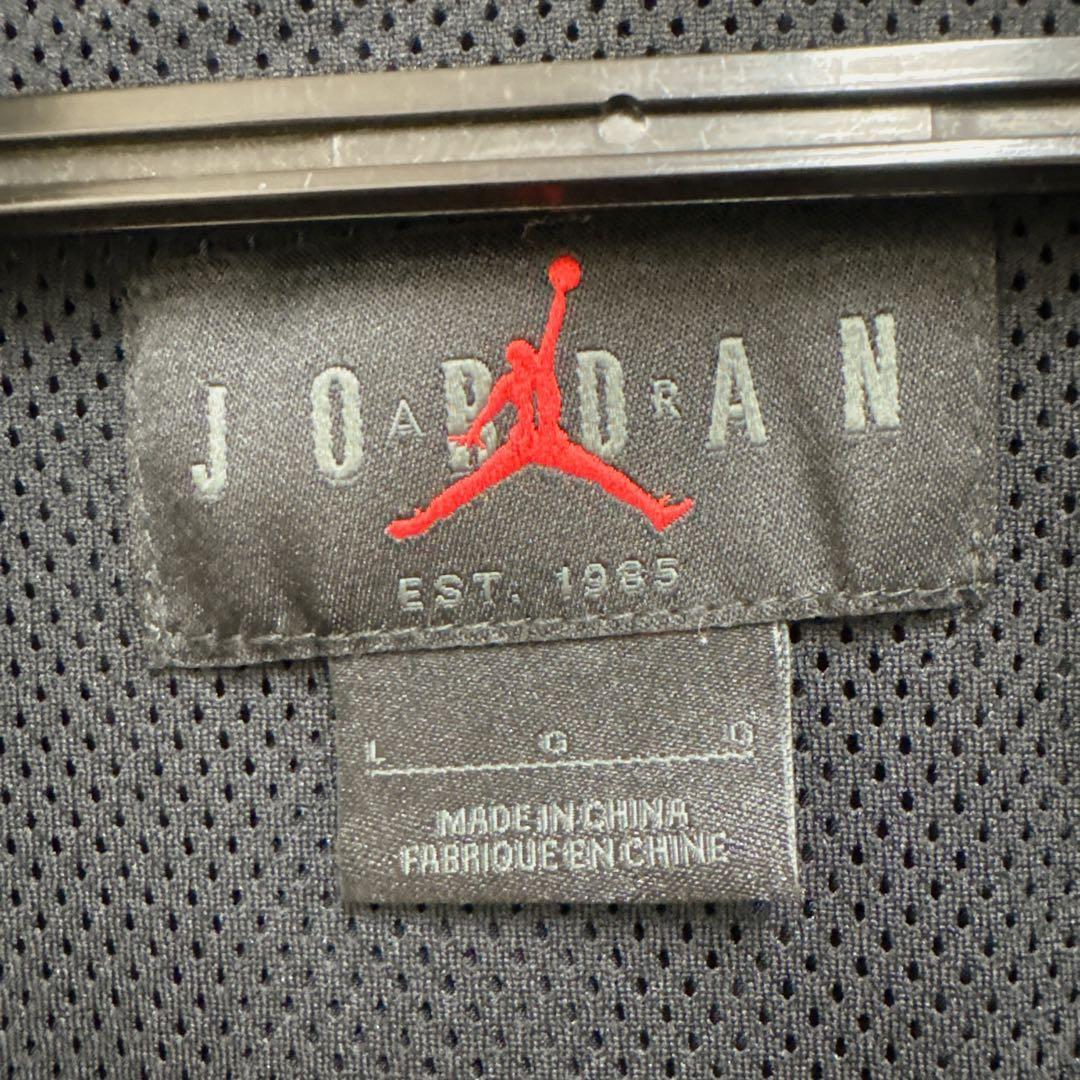 JORDAN
A R
EST. 1985
L G G
MADE IN CHINA
FABRIQUE EN CHINE